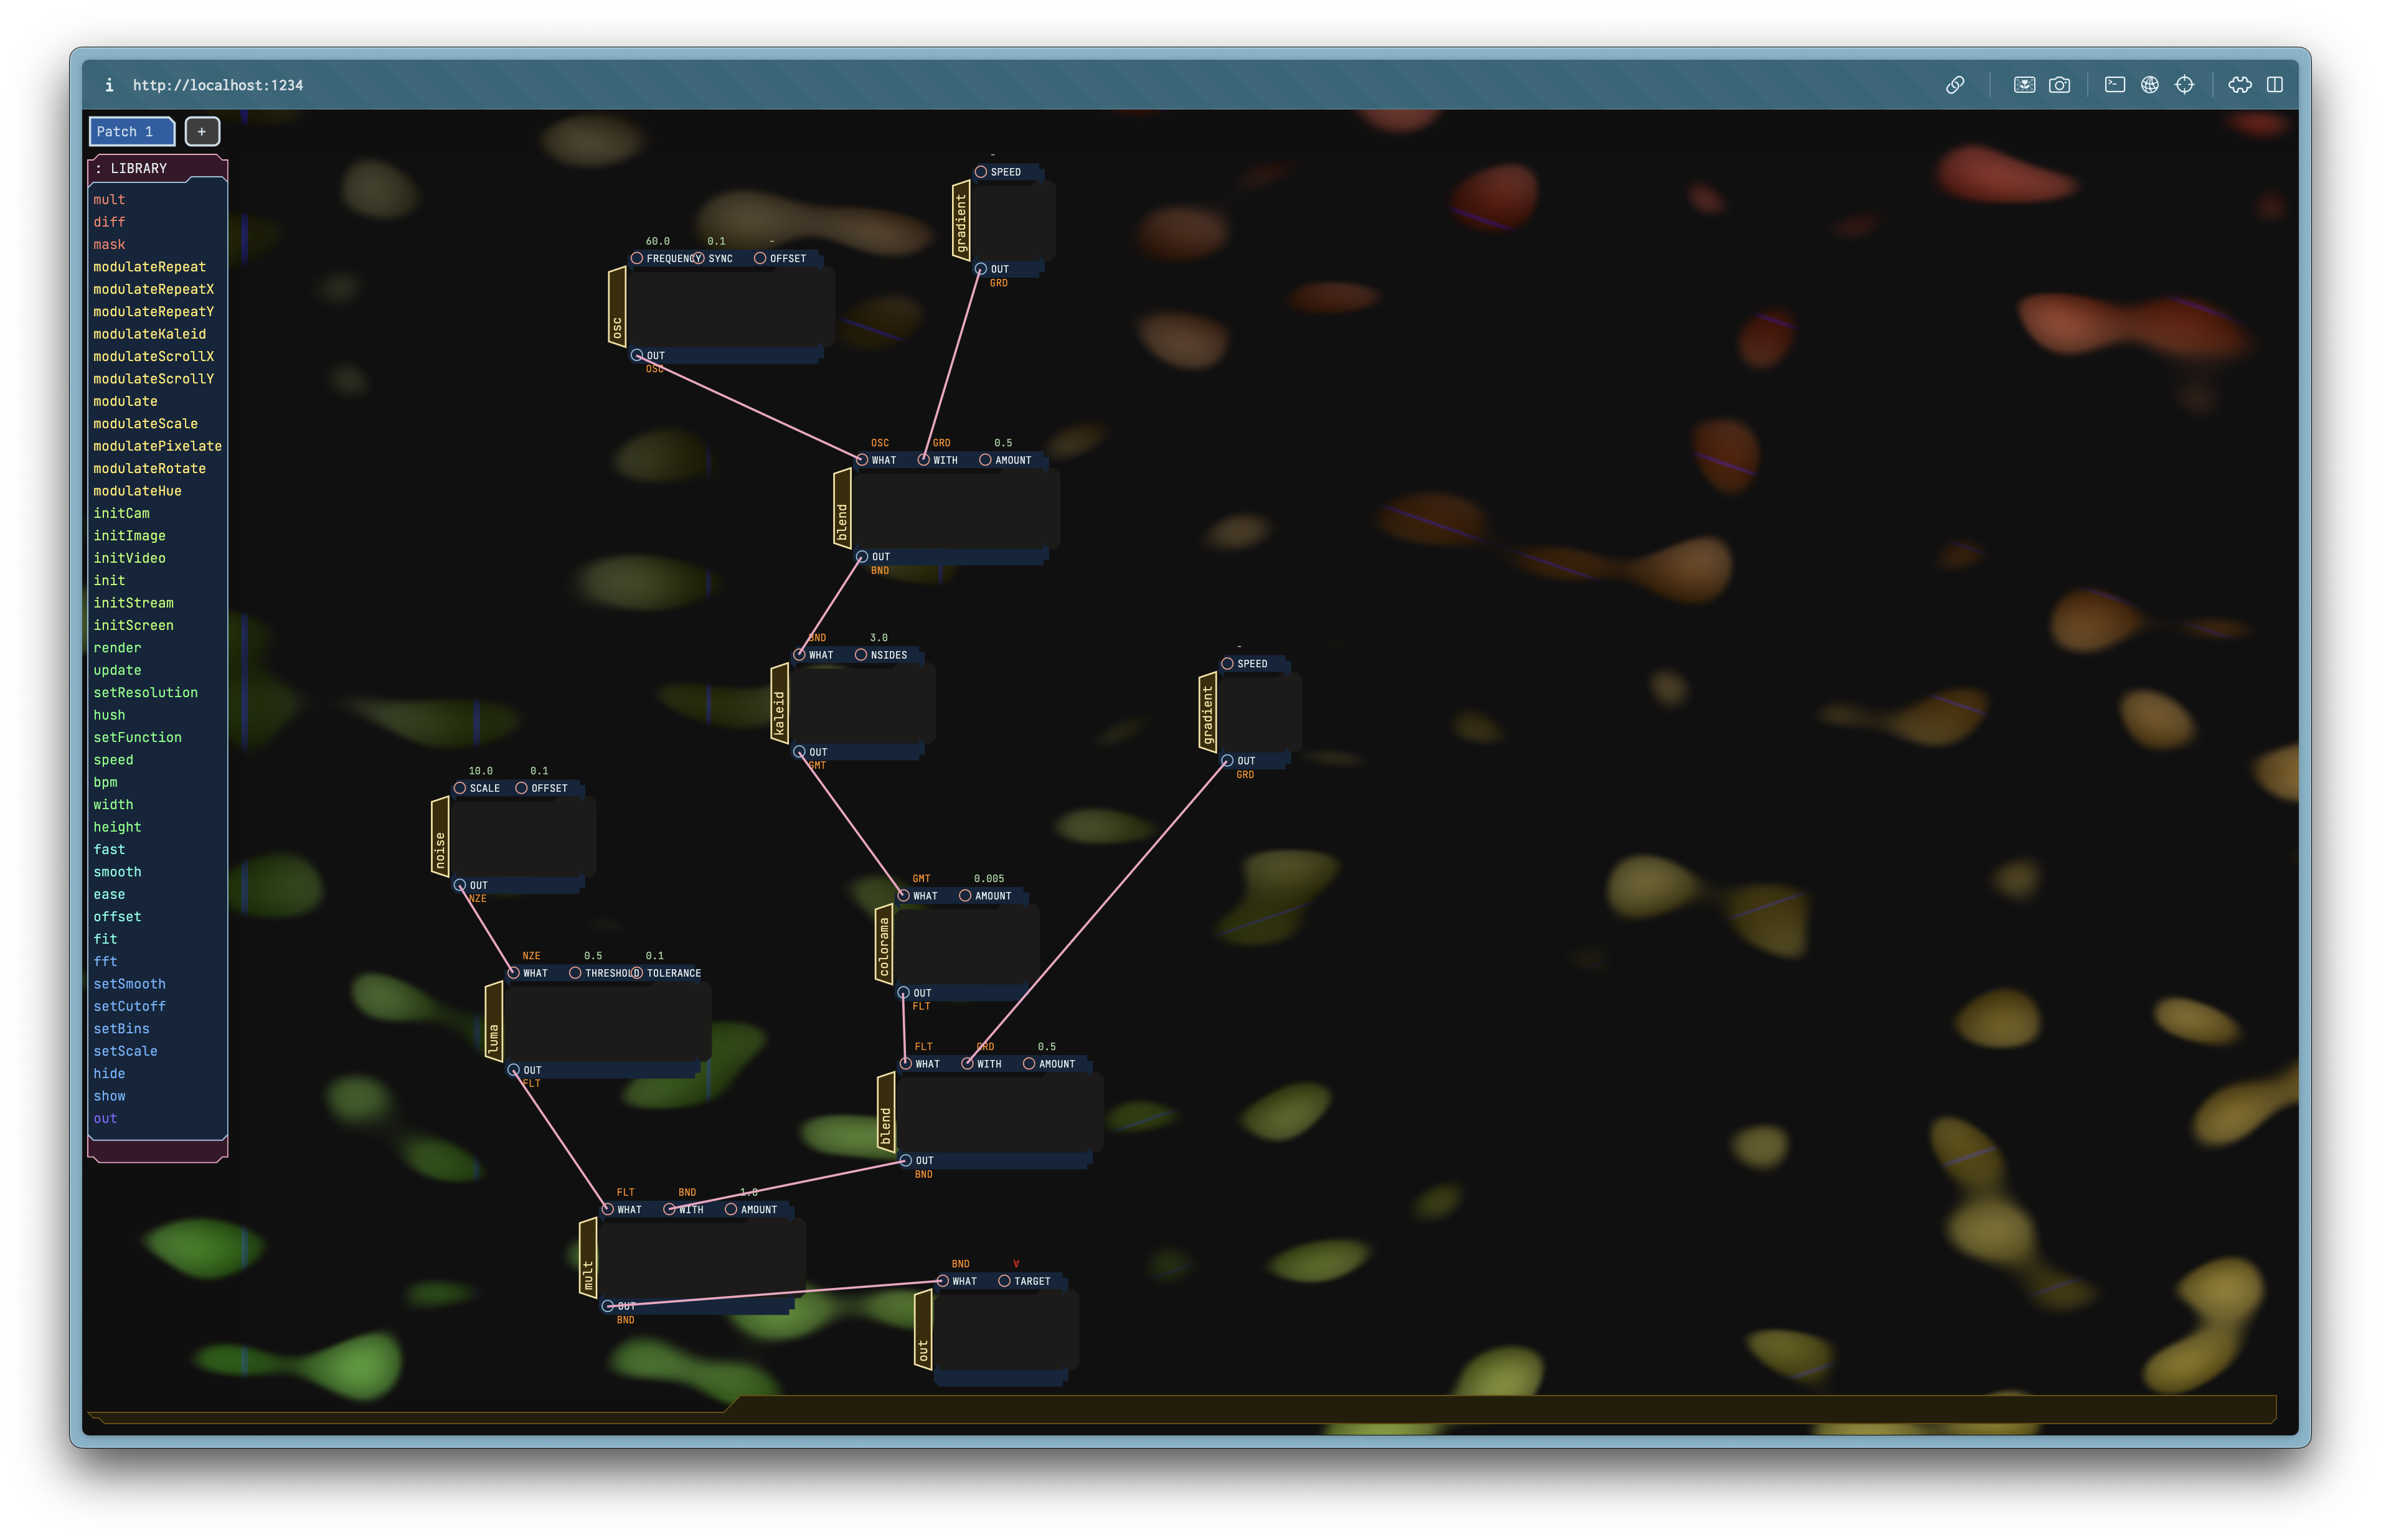 i http://localhost:1234
Patch 1 +
: LIBRARY
mult
diff
mask
modulateRepeat
modulateRepeatX
modulateRepeatY
modulateKaleid
modulateScrollX
modulateScrollY
modulate
modulateScale
modulatePixelate
modulateRotate
modulateHue
initCam
initImage
initVideo
init
initStream
initScreen
render
update
setResolution
hush
setFunction
speed
bpm
width
height
fast
smooth
ease
offset
fit
fft
setSmooth
setCutoff
setBins
setScale
hide
show
out
-
SPEED
gradient
OUT
GRD
60.0 0.1 -
FREQUENCY SYNC OFFSET
osc
OUT
OSC
OSC GRD 0.5
WHAT WITH AMOUNT
blend
OUT
BND
BND 3.0
WHAT NSIDES
kaleid
OUT
GMT
-
SPEED
gradient
OUT
GRD
10.0 0.1
SCALE OFFSET
noise
OUT
NZE
GMT 0.005
WHAT AMOUNT
colorama
OUT
FLT
NZE 0.5 0.1
WHAT THRESHOLD TOLERANCE
luma
OUT
FLT
FLT GRD 0.5
WHAT WITH AMOUNT
blend
OUT
BND
FLT BND 1.0
WHAT WITH AMOUNT
mult
OUT
BND
BND ∀
WHAT TARGET
out